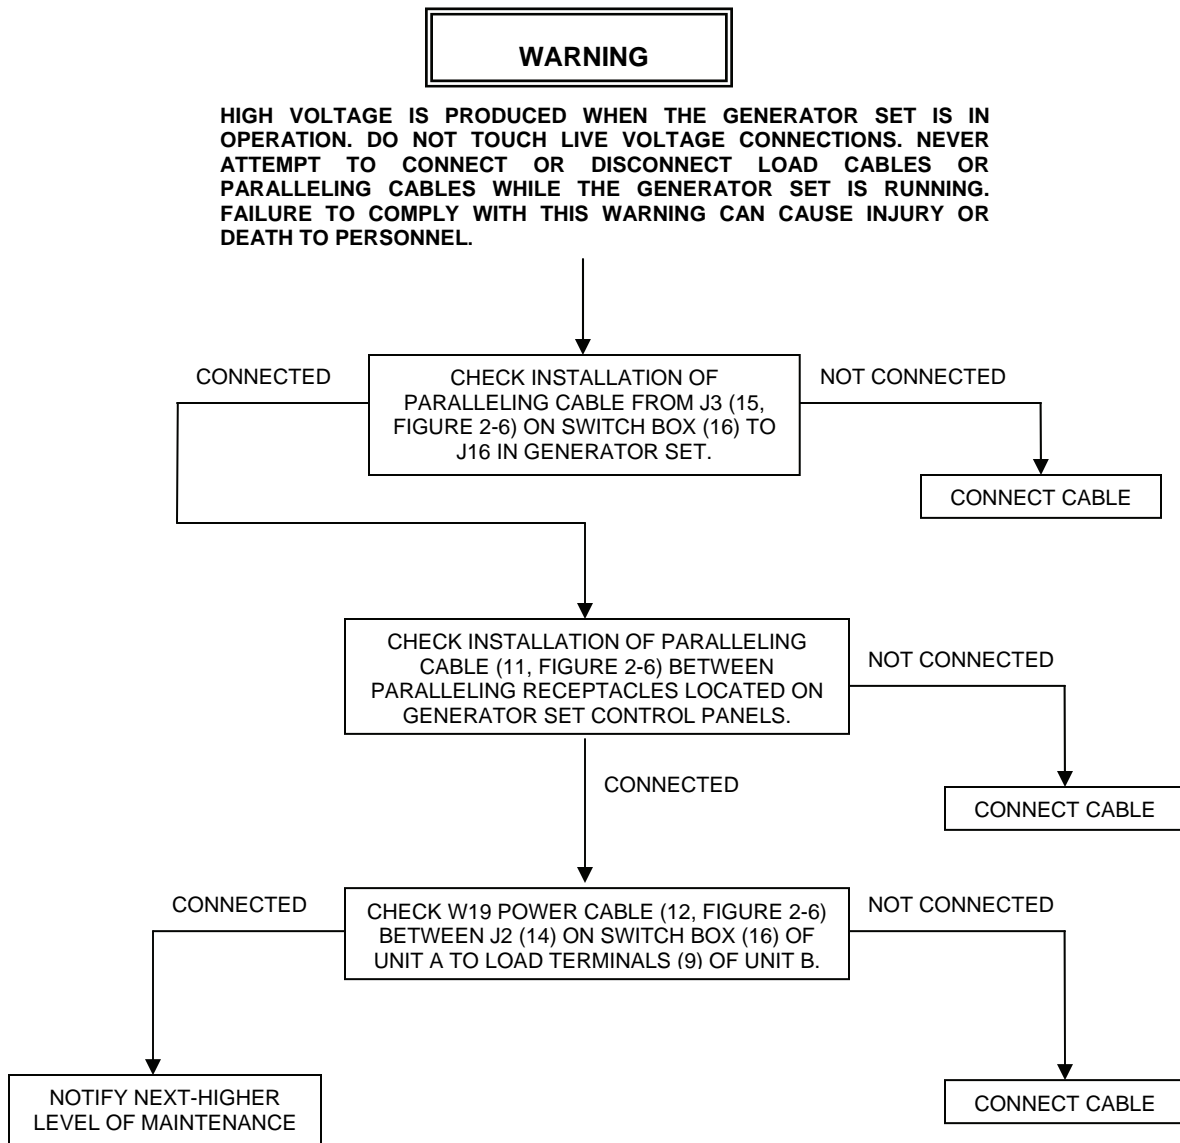 WARNING
HIGH VOLTAGE IS PRODUCED WHEN THE GENERATOR SET IS IN
OPERATION. DO NOT TOUCH LIVE VOLTAGE CONNECTIONS. NEVER
ATTEMPT TO CONNECT OR DISCONNECT LOAD CABLES OR
PARALLELING CABLES WHILE THE GENERATOR SET IS RUNNING.
FAILURE TO COMPLY WITH THIS WARNING CAN CAUSE INJURY OR
DEATH TO PERSONNEL.
CONNECTED
CHECK INSTALLATION OF
PARALLELING CABLE FROM J3 (15,
FIGURE 2-6) ON SWITCH BOX (16) TO
J16 IN GENERATOR SET.
NOT CONNECTED
CONNECT CABLE
CHECK INSTALLATION OF PARALLELING
CABLE (11, FIGURE 2-6) BETWEEN
PARALLELING RECEPTACLES LOCATED ON
GENERATOR SET CONTROL PANELS.
NOT CONNECTED
CONNECTED
CONNECT CABLE
CONNECTED
CHECK W19 POWER CABLE (12, FIGURE 2-6)
BETWEEN J2 (14) ON SWITCH BOX (16) OF
UNIT A TO LOAD TERMINALS (9) OF UNIT B.
NOT CONNECTED
NOTIFY NEXT-HIGHER
LEVEL OF MAINTENANCE
CONNECT CABLE